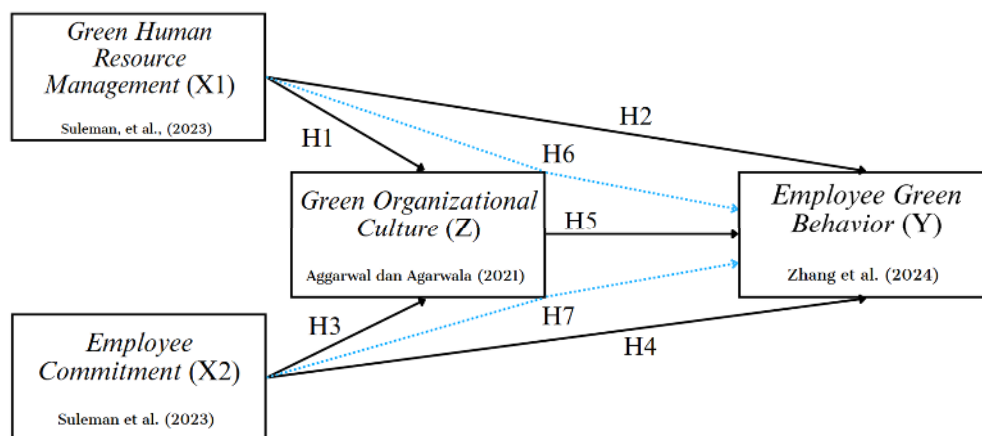 Green Human
Resource
Management (X1)
Suleman, et al., (2023)
H1
H2
H6
Green Organizational
Culture (Z)
Aggarwal dan Agarwala (2021)
H5
Employee Green
Behavior (Y)
Zhang et al. (2024)
H3
H7
H4
Employee
Commitment (X2)
Suleman et al. (2023)